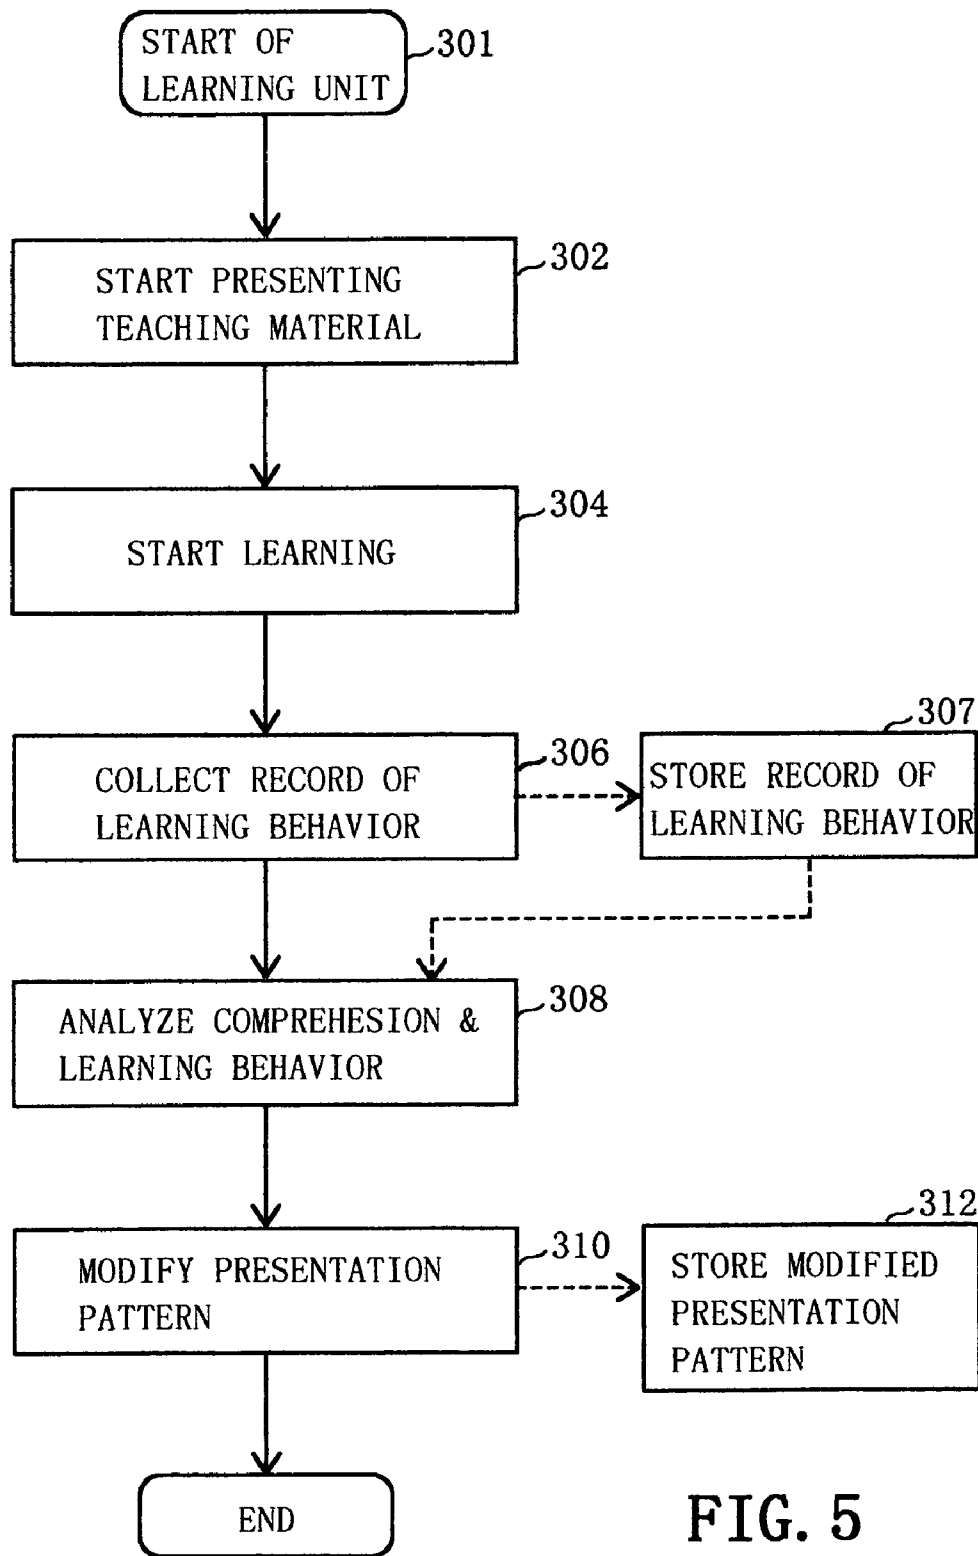 START OF
LEARNING UNIT
301
START PRESENTING
TEACHING MATERIAL
302
START LEARNING
304
COLLECT RECORD OF
LEARNING BEHAVIOR
306
STORE RECORD OF
LEARNING BEHAVIOR
307
ANALYZE COMPREHESION &
LEARNING BEHAVIOR
308
MODIFY PRESENTATION
PATTERN
310
STORE MODIFIED
PRESENTATION
PATTERN
312
END
FIG. 5